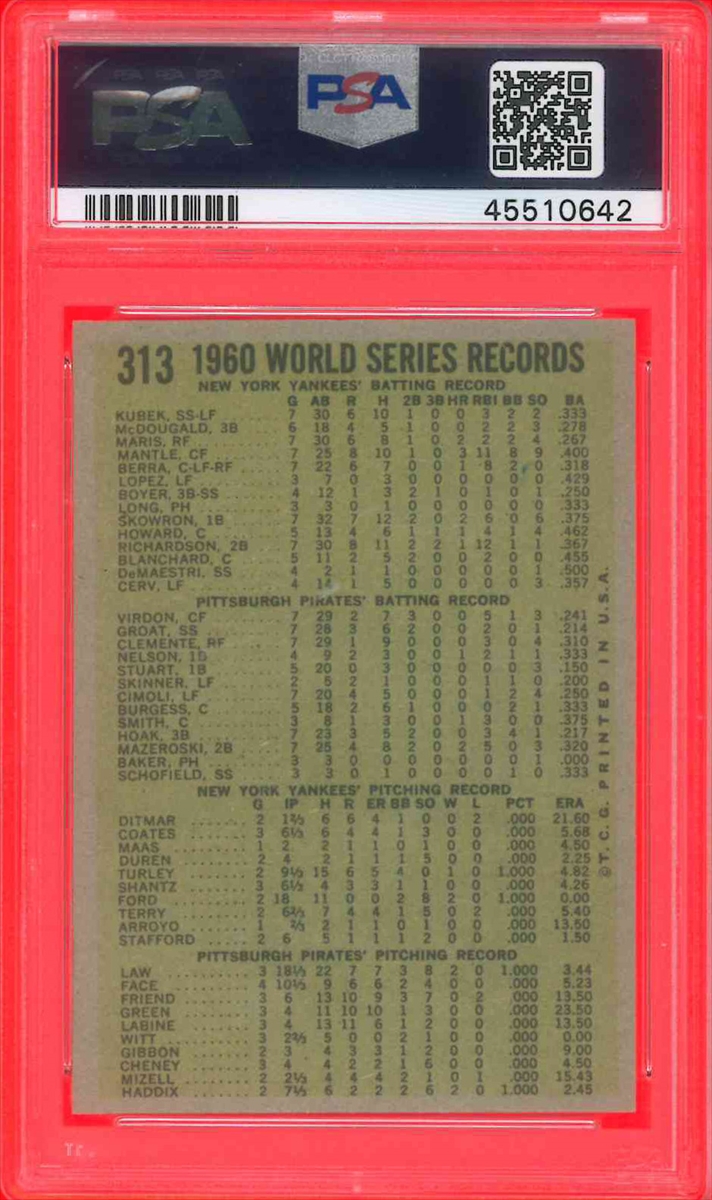 PSA PSA PSA
PSA
PSA
45510642
313 1960 WORLD SERIES RECORDS
NEW YORK YANKEES' BATTING RECORD
G AB R H 2B 3B HR RBI BB SO BA
KUBEK, SS-LF ..... 7 30 6 10 1 0 0 3 2 2 .333
McDOUGALD, 3B .... 6 18 4 5 1 0 0 2 2 3 .278
MARIS, RF ........ 7 30 6 8 1 0 2 2 2 4 .267
MANTLE, CF ....... 7 25 8 10 1 0 3 11 8 9 .400
BERRA, C-LF-RF ... 7 22 6 7 0 0 1 8 2 0 .318
LOPEZ, LF ........ 3 7 0 3 0 0 0 0 0 0 .429
BOYER, 3B-SS ..... 4 12 1 3 2 1 0 1 0 1 .250
LONG, PH ......... 3 3 0 1 0 0 0 0 0 0 .333
SKOWRON, 1B ...... 7 32 7 12 2 0 2 6 0 6 .375
HOWARD, C ........ 5 13 4 6 1 1 1 4 1 4 .462
RICHARDSON, 2B ... 7 30 8 11 2 2 1 12 1 1 .367
BLANCHARD, C ..... 5 11 2 5 2 0 0 2 0 0 .455
DeMAESTRI, SS .... 4 2 1 1 0 0 0 0 0 1 .500
CERV, LF ......... 4 14 1 5 0 0 0 0 0 3 .357
PITTSBURGH PIRATES' BATTING RECORD
VIRDON, CF ....... 7 29 2 7 3 0 0 5 1 3 .241
GROAT, SS ........ 7 28 3 6 2 0 0 2 0 1 .214
CLEMENTE, RF ..... 7 29 1 9 0 0 0 3 0 4 .310
NELSON, 1B ....... 4 9 2 3 0 0 1 2 1 1 .333
STUART, 1B ....... 5 20 0 3 0 0 0 0 0 3 .150
SKINNER, LF ...... 2 5 2 1 0 0 0 1 1 0 .200
CIMOLI, LF ....... 7 20 4 5 0 0 0 1 2 4 .250
BURGESS, C ....... 5 18 2 6 1 0 0 0 2 1 .333
SMITH, C ......... 3 8 1 3 0 0 1 3 0 0 .375
HOAK, 3B ......... 7 23 3 5 2 0 0 3 4 1 .217
MAZEROSKI, 2B .... 7 25 4 8 2 0 2 5 0 3 .320
BAKER, PH ........ 3 3 0 0 0 0 0 0 0 1 .000
SCHOFIELD, SS .... 3 3 0 1 0 0 0 0 1 0 .333
NEW YORK YANKEES' PITCHING RECORD
G IP H R ER BB SO W L PCT ERA
DITMAR ........ 2 1⅔ 6 6 4 1 0 0 2 .000 21.60
COATES ........ 3 6⅓ 6 4 4 1 3 0 0 .000 5.68
MAAS .......... 1 2 2 1 1 0 1 0 0 .000 4.50
DUREN ......... 2 4 2 1 1 1 5 0 0 .000 2.25
TURLEY ........ 2 9⅓ 15 6 5 4 0 1 0 1.000 4.82
SHANTZ ........ 3 6⅓ 4 3 3 1 1 0 0 .000 4.26
FORD .......... 2 18 11 0 0 2 8 2 0 1.000 0.00
TERRY ......... 2 6⅔ 7 4 4 1 5 0 2 .000 5.40
ARROYO ........ 1 ⅔ 2 1 1 0 1 0 0 .000 13.50
STAFFORD ...... 2 6 5 1 1 1 2 0 0 .000 1.50
PITTSBURGH PIRATES' PITCHING RECORD
LAW ........... 3 18⅓ 22 7 7 3 8 2 0 1.000 3.44
FACE .......... 4 10⅓ 9 6 6 2 4 0 0 .000 5.23
FRIEND ........ 3 6 13 10 9 3 7 0 2 .000 13.50
GREEN ......... 3 4 11 10 10 1 3 0 0 .000 23.50
LABINE ........ 3 4 13 11 6 1 2 0 0 .000 13.50
WITT .......... 3 2⅔ 5 0 0 2 1 0 0 .000 0.00
GIBBON ........ 2 3 4 3 3 1 2 0 0 .000 9.00
CHENEY ........ 3 4 4 2 2 1 6 0 0 .000 4.50
MIZELL ........ 2 2⅓ 4 4 4 2 1 0 1 .000 15.43
HADDIX ........ 2 7⅓ 6 2 2 2 6 2 0 1.000 2.45
© T. C. G. PRINTED IN U.S.A.